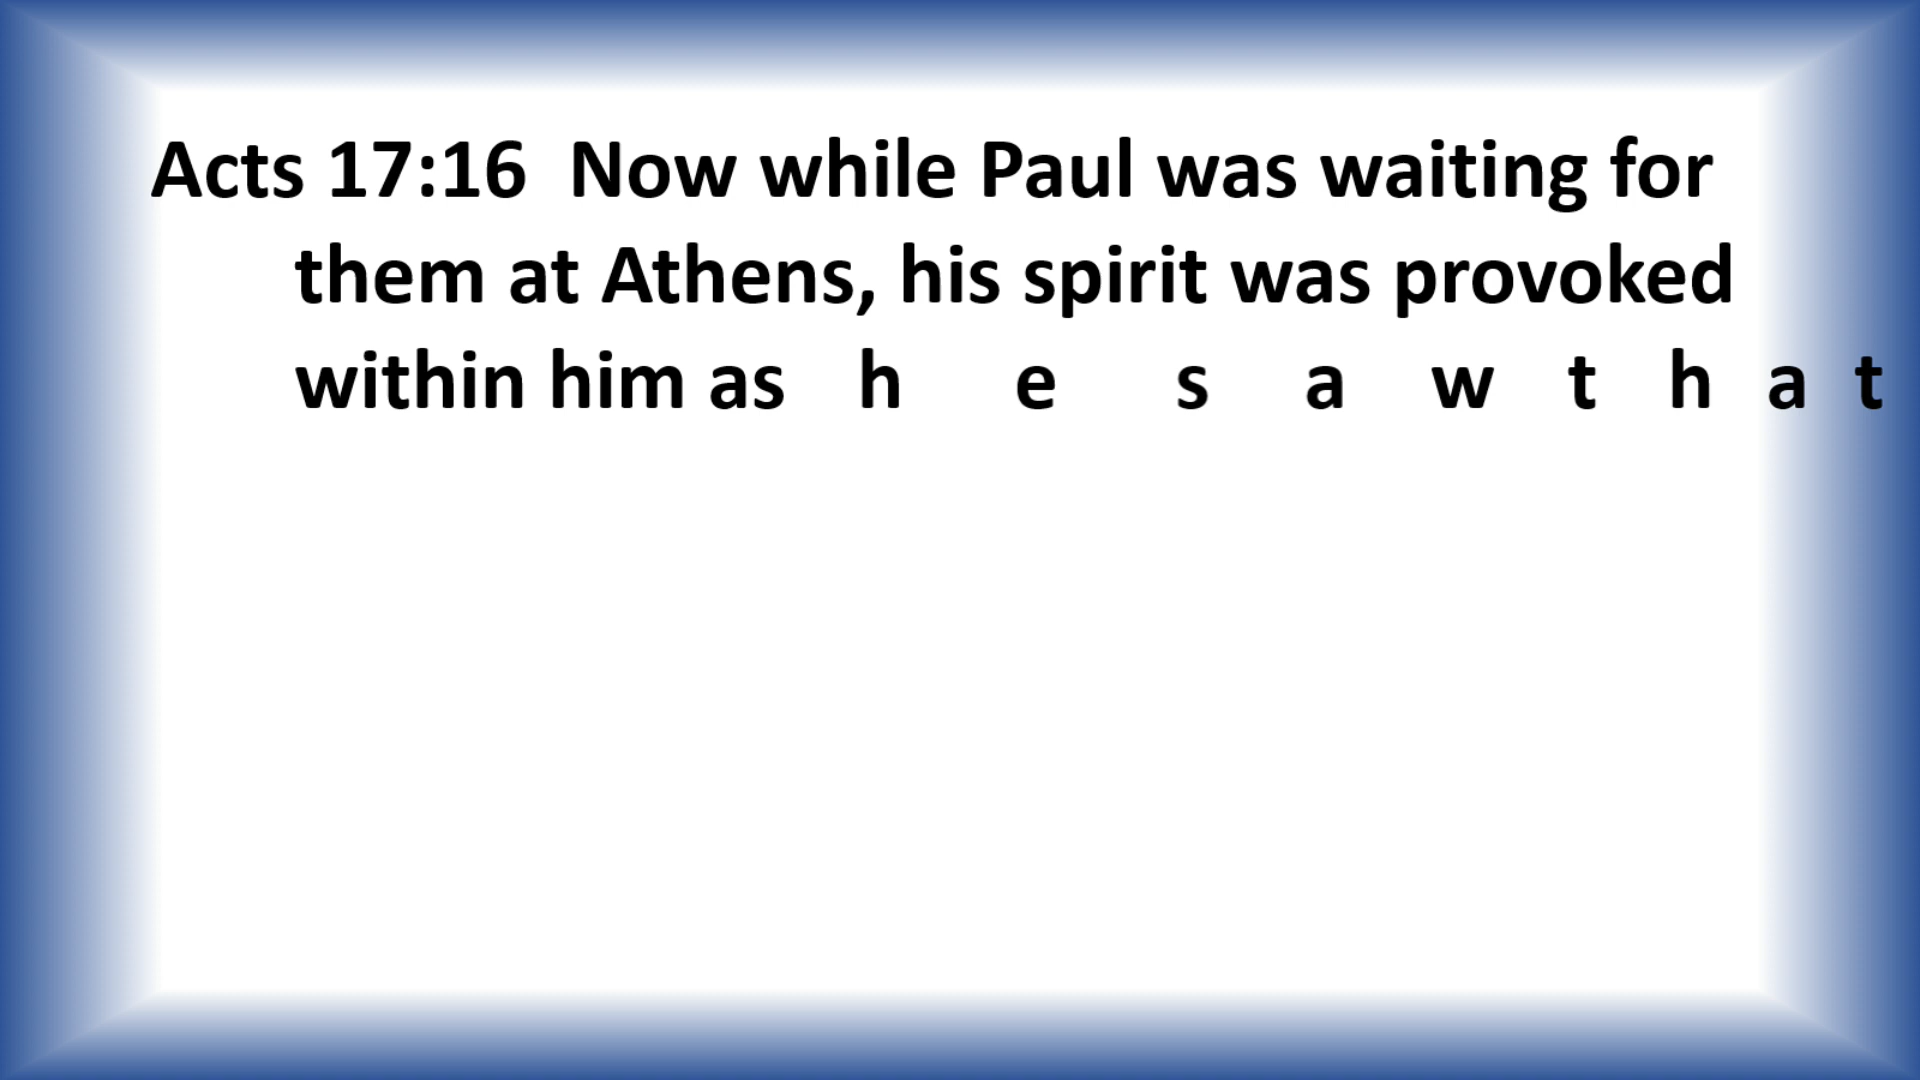 Acts 17:16  Now while Paul was waiting for
them at Athens, his spirit was provoked
within him as h e s a w t h a t